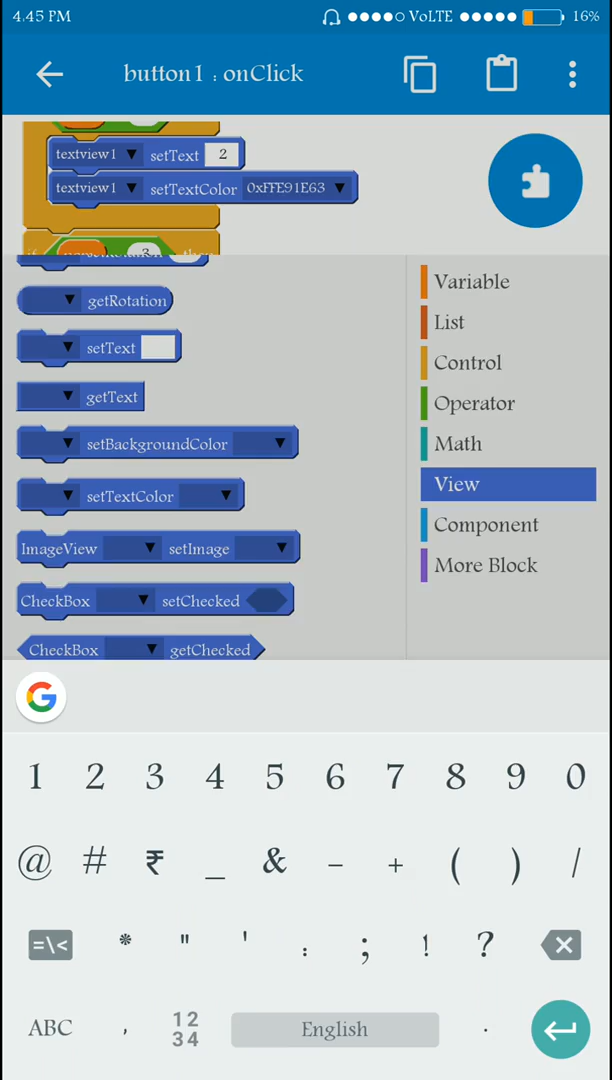 4.45 PM VoLTE 16%
button1 : onClick
textview1 setText 2
textview1 setTextColor 0xFFE91E63
if 3
getRotation
setText
getText
setBackgroundColor
setTextColor
ImageView setImage
CheckBox setChecked
CheckBox getChecked
Variable
List
Control
Operator
Math
View
Component
More Block
1 2 3 4 5 6 7 8 9 0
@ # ₹ _ & - + ( ) /
=\< * " ' : ; ! ?
ABC , 12 34 English .